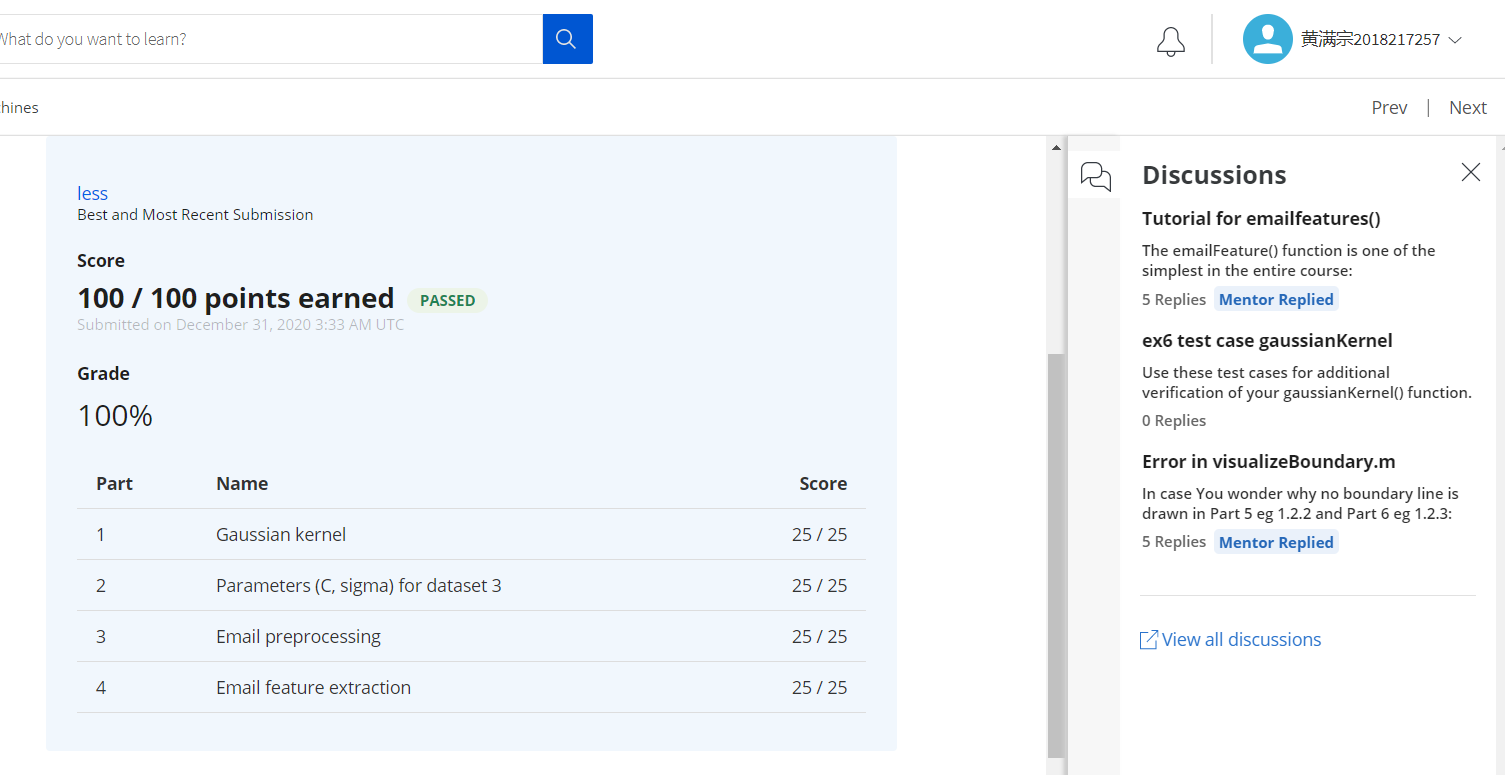 What do you want to learn?
黄满宗2018217257
chines
Prev | Next
less
Best and Most Recent Submission
Score
100 / 100 points earned PASSED
Submitted on December 31, 2020 3:33 AM UTC
Grade
100%
Part Name Score
1 Gaussian kernel 25 / 25
2 Parameters (C, sigma) for dataset 3 25 / 25
3 Email preprocessing 25 / 25
4 Email feature extraction 25 / 25
Discussions
Tutorial for emailfeatures()
The emailFeature() function is one of the
simplest in the entire course:
5 Replies Mentor Replied
ex6 test case gaussianKernel
Use these test cases for additional
verification of your gaussianKernel() function.
0 Replies
Error in visualizeBoundary.m
In case You wonder why no boundary line is
drawn in Part 5 eg 1.2.2 and Part 6 eg 1.2.3:
5 Replies Mentor Replied
View all discussions